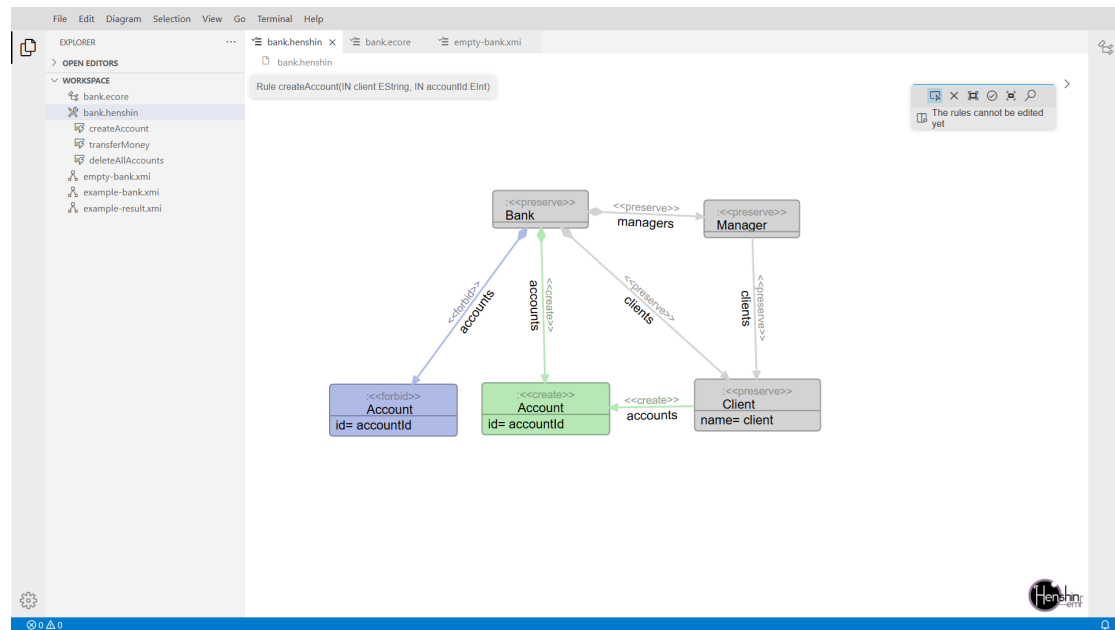 File Edit Diagram Selection View Go Terminal Help
EXPLORER ...
OPEN EDITORS
WORKSPACE
bank.ecore
bank.henshin
createAccount
transferMoney
deleteAllAccounts
empty-bank.xmi
example-bank.xmi
example-result.xmi
bank.henshin × bank.ecore empty-bank.xmi
bank.henshin
Rule createAccount(IN client:EString, IN accountId:EInt)
The rules cannot be edited
yet
:<<preserve>>
Bank
<<preserve>>
managers
:<<preserve>>
Manager
<<forbid>>
accounts
<<create>>
accounts
<<preserve>>
clients
<<preserve>>
clients
:<<forbid>>
Account
id= accountId
:<<create>>
Account
id= accountId
<<create>>
accounts
:<<preserve>>
Client
name= client
Henshin
emf
0 0